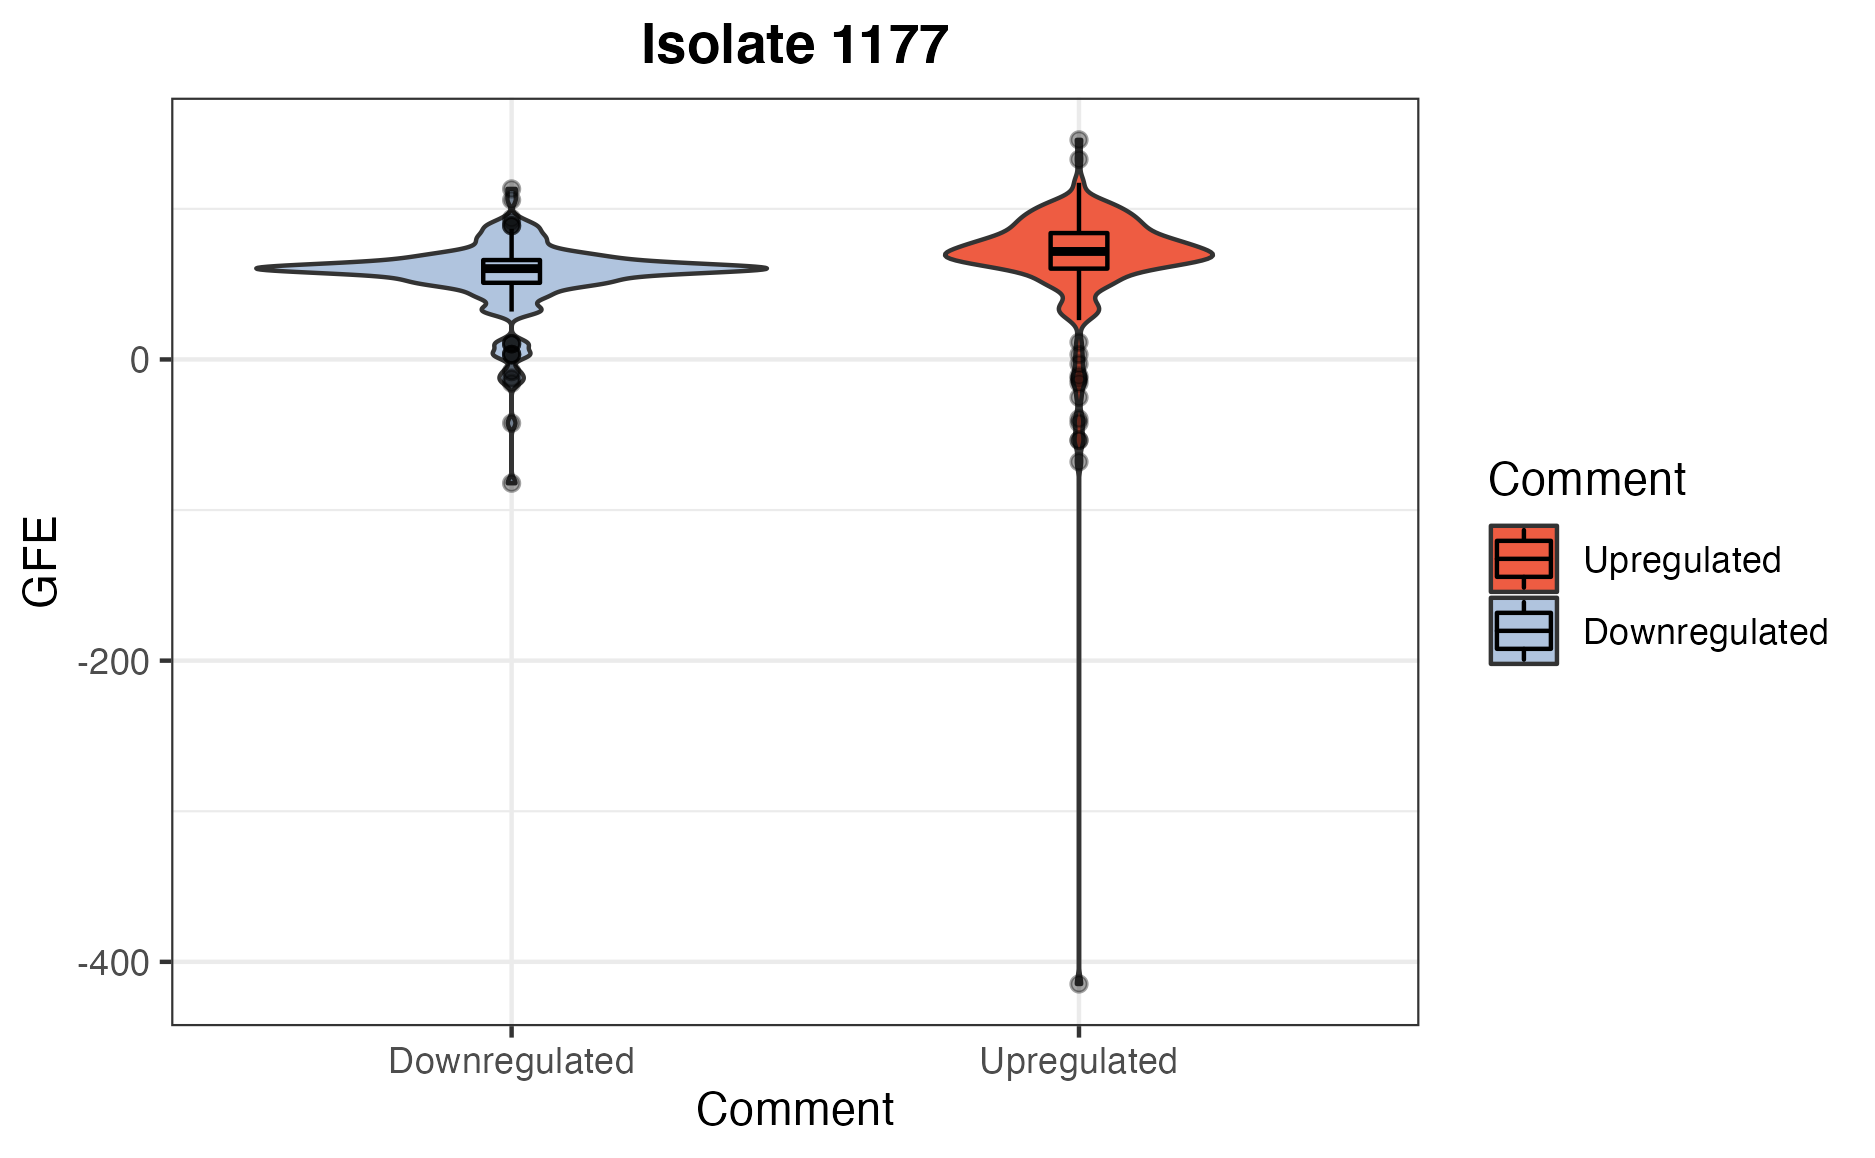 Isolate 1177
GFE
0
-200
-400
Downregulated
Upregulated
Comment
Comment
Upregulated
Downregulated